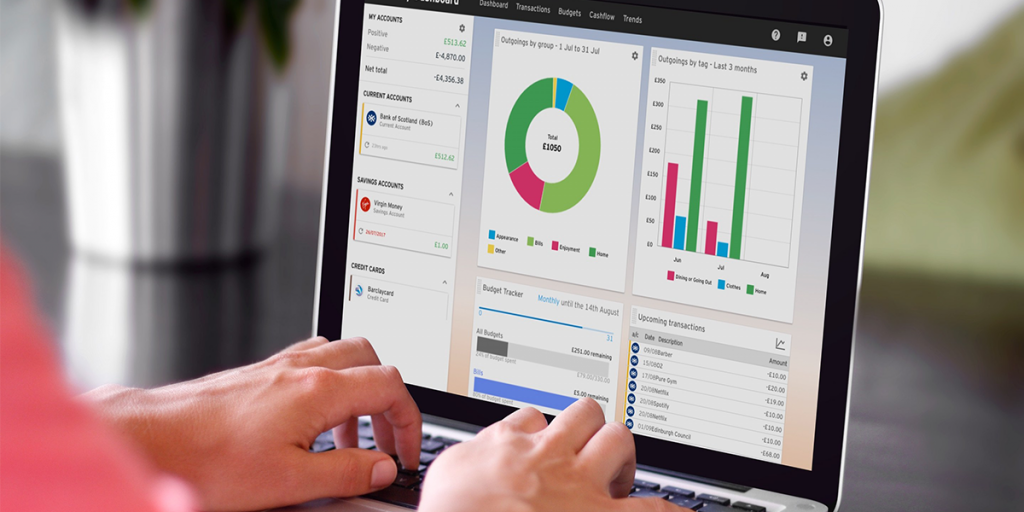 Dashboard
Dashboard Transactions Budgets Cashflow Trends
MY ACCOUNTS
Positive £513.62
Negative £-4,870.00
Net total -£4,356.38
CURRENT ACCOUNTS
Bank of Scotland (BoS)
Current Account
£512.62
SAVINGS ACCOUNTS
Virgin Money
Savings Account
26/07/2017
£1.00
CREDIT CARDS
Barclaycard
Credit Card
Outgoings by group - 1 Jul to 31 Jul
Total
£1050
Appearance Bills Enjoyment Home
Other
Outgoings by tag - Last 3 months
£350
£300
£250
£200
£150
£100
£50
£0
Jun Jul Aug
Dining or Going Out Clothes Home
Budget Tracker
Monthly until the 14th August
0 31
All Budgets
£251.00 remaining
of budget spent
Bills
£5.00 remaining
Upcoming transactions
a/c Date Description Amount
09/08 Barber -£10.00
15/08 O2 -£20.00
17/08 Pure Gym -£19.00
20/08 Netflix -£10.00
20/08 Spotify -£10.00
20/08 Netflix -£10.00
01/09 Edinburgh Council -£68.00